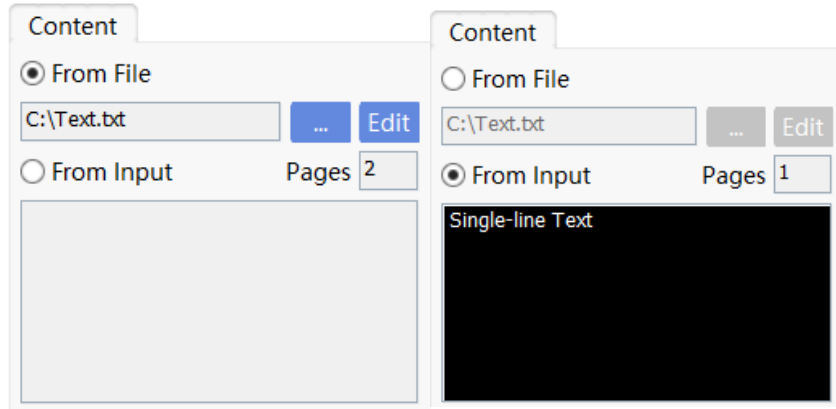 Content
From File
C:\Text.txt
... Edit
From Input Pages 2
Content
From File
C:\Text.txt
... Edit
From Input Pages 1
Single-line Text